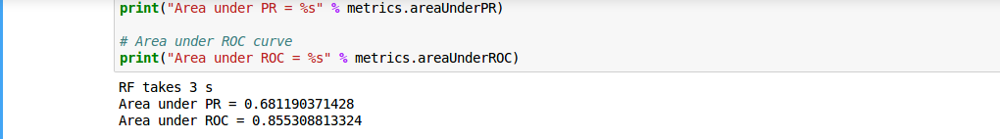 print("Area under PR = %s" % metrics.areaUnderPR)
# Area under ROC curve
print("Area under ROC = %s" % metrics.areaUnderROC)
RF takes 3 s
Area under PR = 0.681190371428
Area under ROC = 0.855308813324